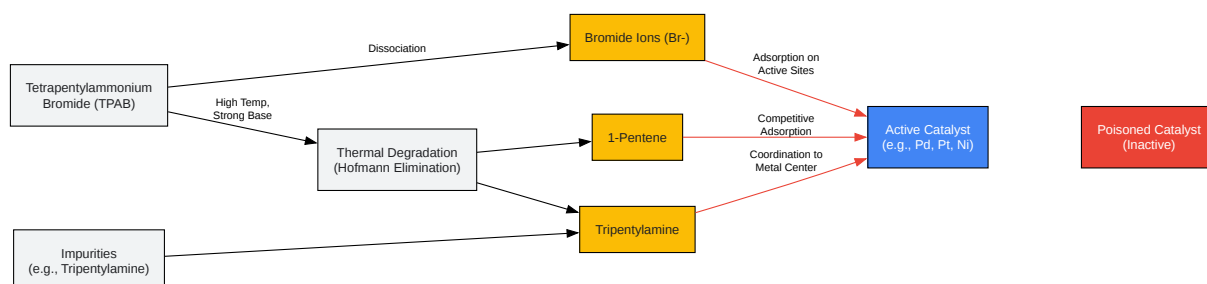 Bromide Ions (Br-)
Dissociation
Adsorption on
Active Sites
Tetrapentylammonium
Bromide (TPAB)
High Temp,
Strong Base
1-Pentene
Competitive
Adsorption
Active Catalyst
(e.g., Pd, Pt, Ni)
Poisoned Catalyst
(Inactive)
Thermal Degradation
(Hofmann Elimination)
Coordination to
Metal Center
Tripentylamine
Impurities
(e.g., Tripentylamine)